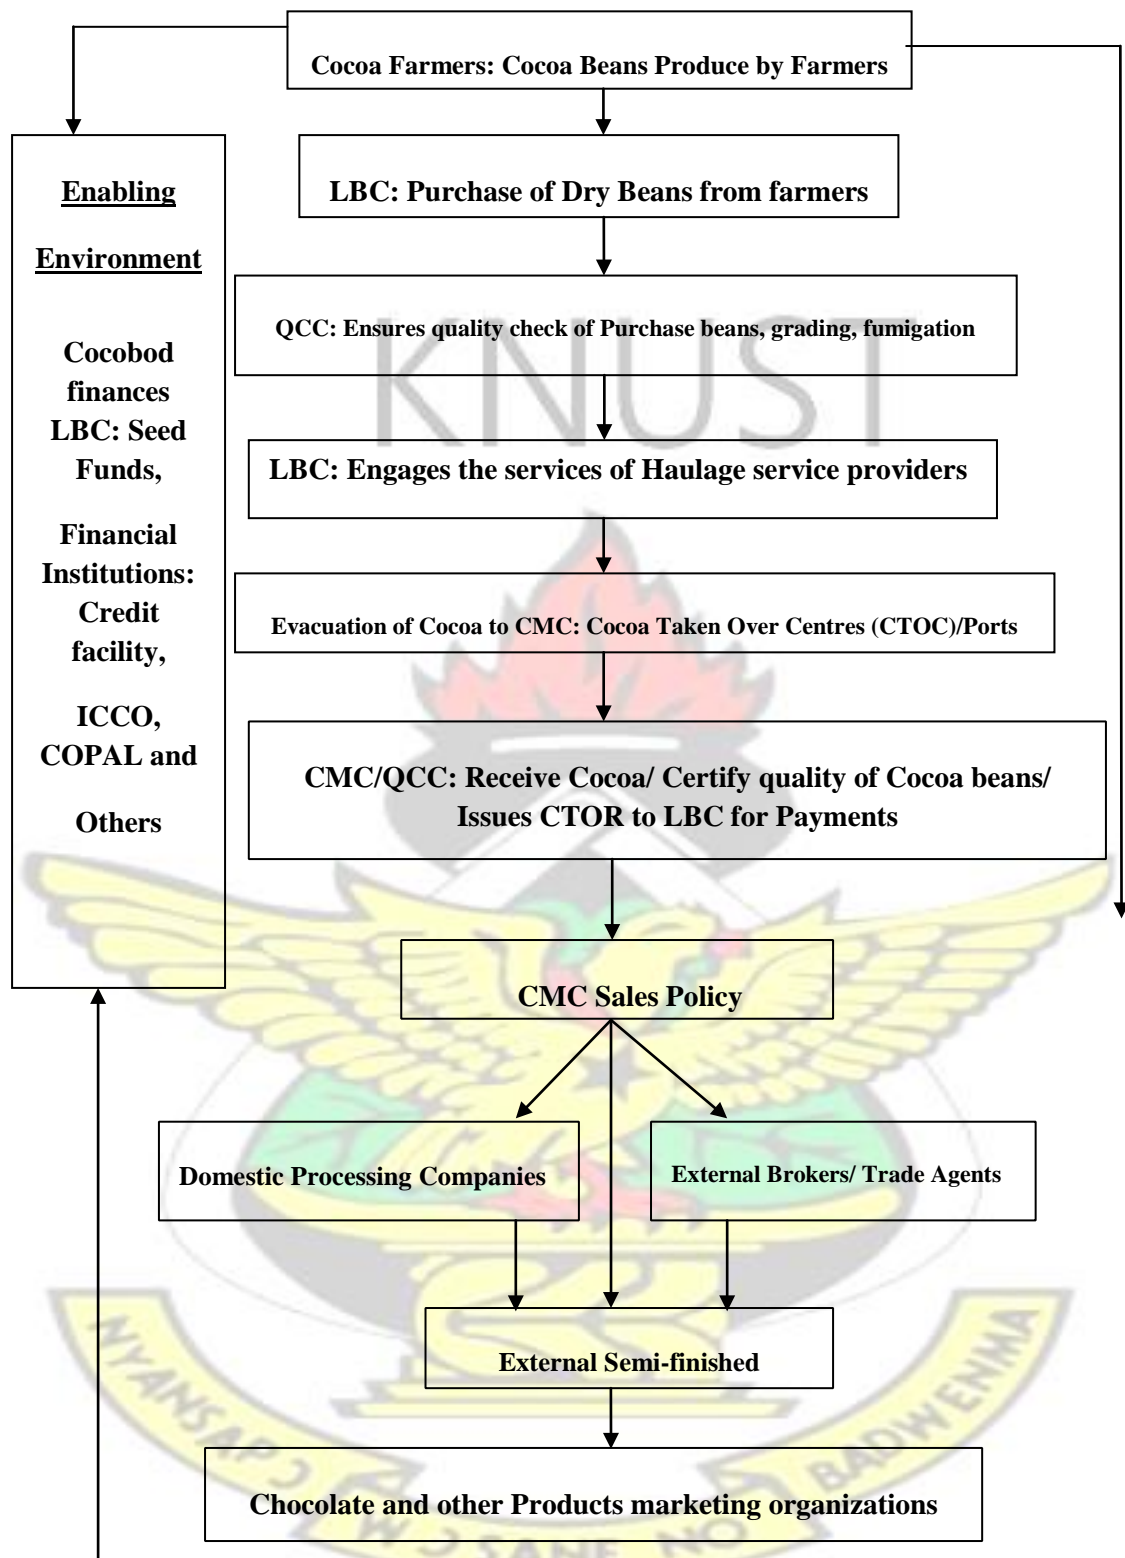 Cocoa Farmers: Cocoa Beans Produce by Farmers
Enabling
Environment
Cocobod
finances
LBC: Seed
Funds,
Financial
Institutions:
Credit
facility,
ICCO,
COPAL and
Others
LBC: Purchase of Dry Beans from farmers
QCC: Ensures quality check of Purchase beans, grading, fumigation
KNUST
LBC: Engages the services of Haulage service providers
Evacuation of Cocoa to CMC: Cocoa Taken Over Centres (CTOC)/Ports
CMC/QCC: Receive Cocoa/ Certify quality of Cocoa beans/
Issues CTOR to LBC for Payments
CMC Sales Policy
Domestic Processing Companies
External Brokers/ Trade Agents
External Semi-finished
Chocolate and other Products marketing organizations
NYANSAPƆ WƆSANE NO BADWENMA